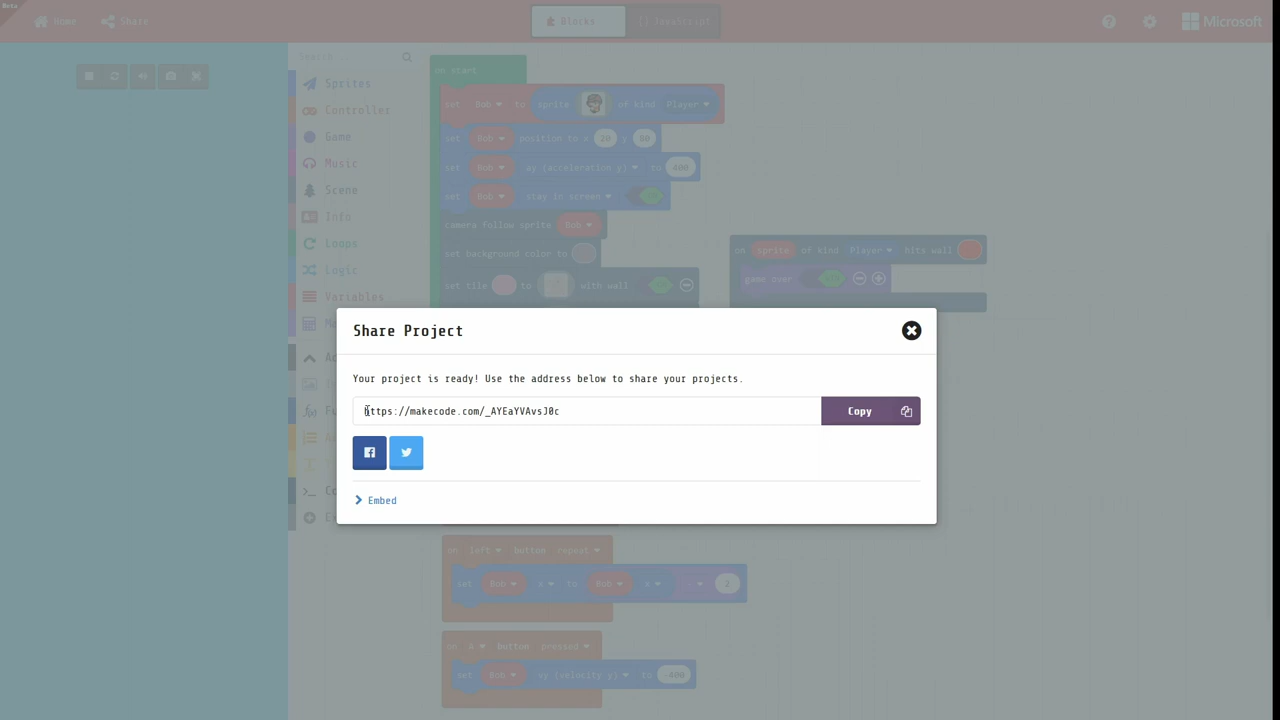 Beta
Home
Share
Blocks
JavaScript
Microsoft
Search
Sprites
Controller
Game
Music
Scene
Info
Loops
Logic
Variables
on start
set Bob to sprite of kind Player
set Bob position to x 20 y 80
set Bob ay (acceleration y) to 400
set Bob stay in screen
camera follow sprite Bob
set background color to
set tile to with wall
on sprite of kind Player hits wall
game over
Share Project
Your project is ready! Use the address below to share your projects.
https://makecode.com/_AYEaYVAvsJ0c
Copy
Embed
on left button repeat
set Bob x to Bob x - 2
on A button pressed
set Bob vy (velocity y) to -400